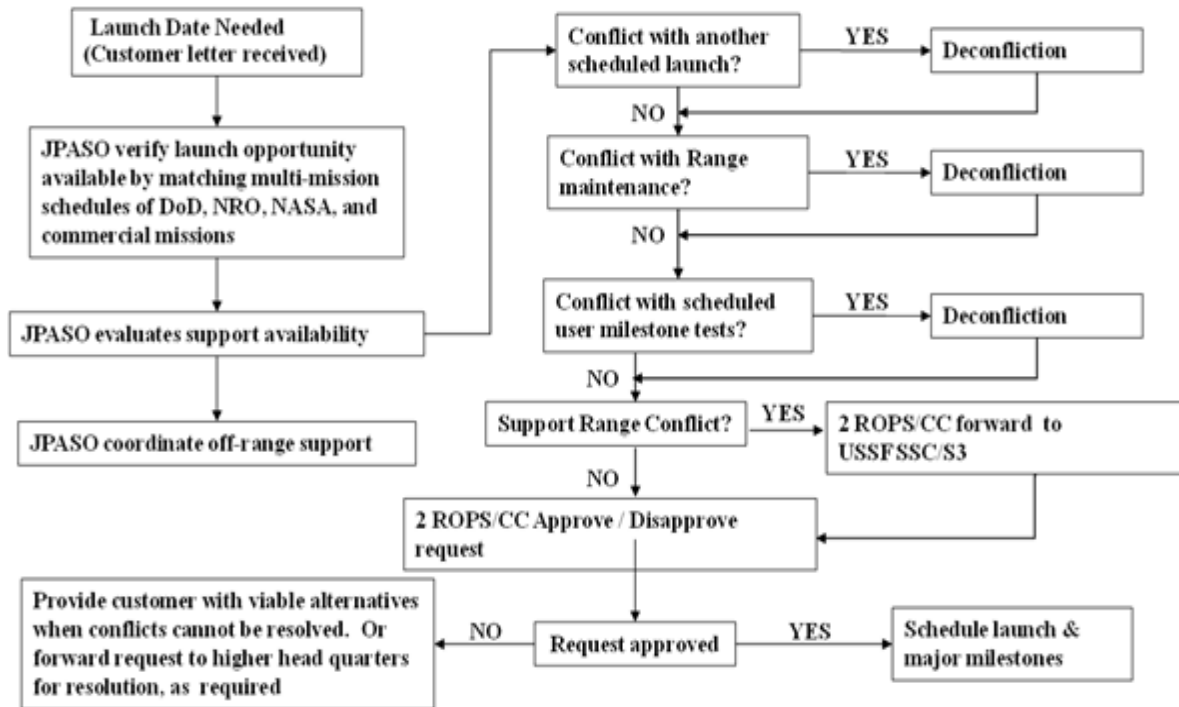 Launch Date Needed
(Customer letter received)
JPASO verify launch opportunity
available by matching multi-mission
schedules of DoD, NRO, NASA, and
commercial missions
JPASO evaluates support availability
JPASO coordinate off-range support
Conflict with another
scheduled launch?
YES
Deconfliction
NO
Conflict with Range
maintenance?
YES
Deconfliction
NO
Conflict with scheduled
user milestone tests?
YES
Deconfliction
NO
Support Range Conflict?
YES
2 ROPS/CC forward to
USSFSSC/S3
NO
2 ROPS/CC Approve / Disapprove
request
Request approved
NO
Provide customer with viable alternatives
when conflicts cannot be resolved. Or
forward request to higher head quarters
for resolution, as required
YES
Schedule launch &
major milestones